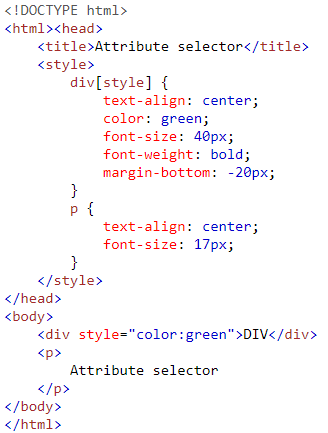 <!DOCTYPE html>
<html><head>
    <title>Attribute selector</title>
    <style>
        div[style] {
            text-align: center;
            color: green;
            font-size: 40px;
            font-weight: bold;
            margin-bottom: -20px;
        }
        p {
            text-align: center;
            font-size: 17px;
        }
    </style>
</head>
<body>
    <div style="color:green">DIV</div>
    <p>
        Attribute selector
    </p>
</body>
</html>